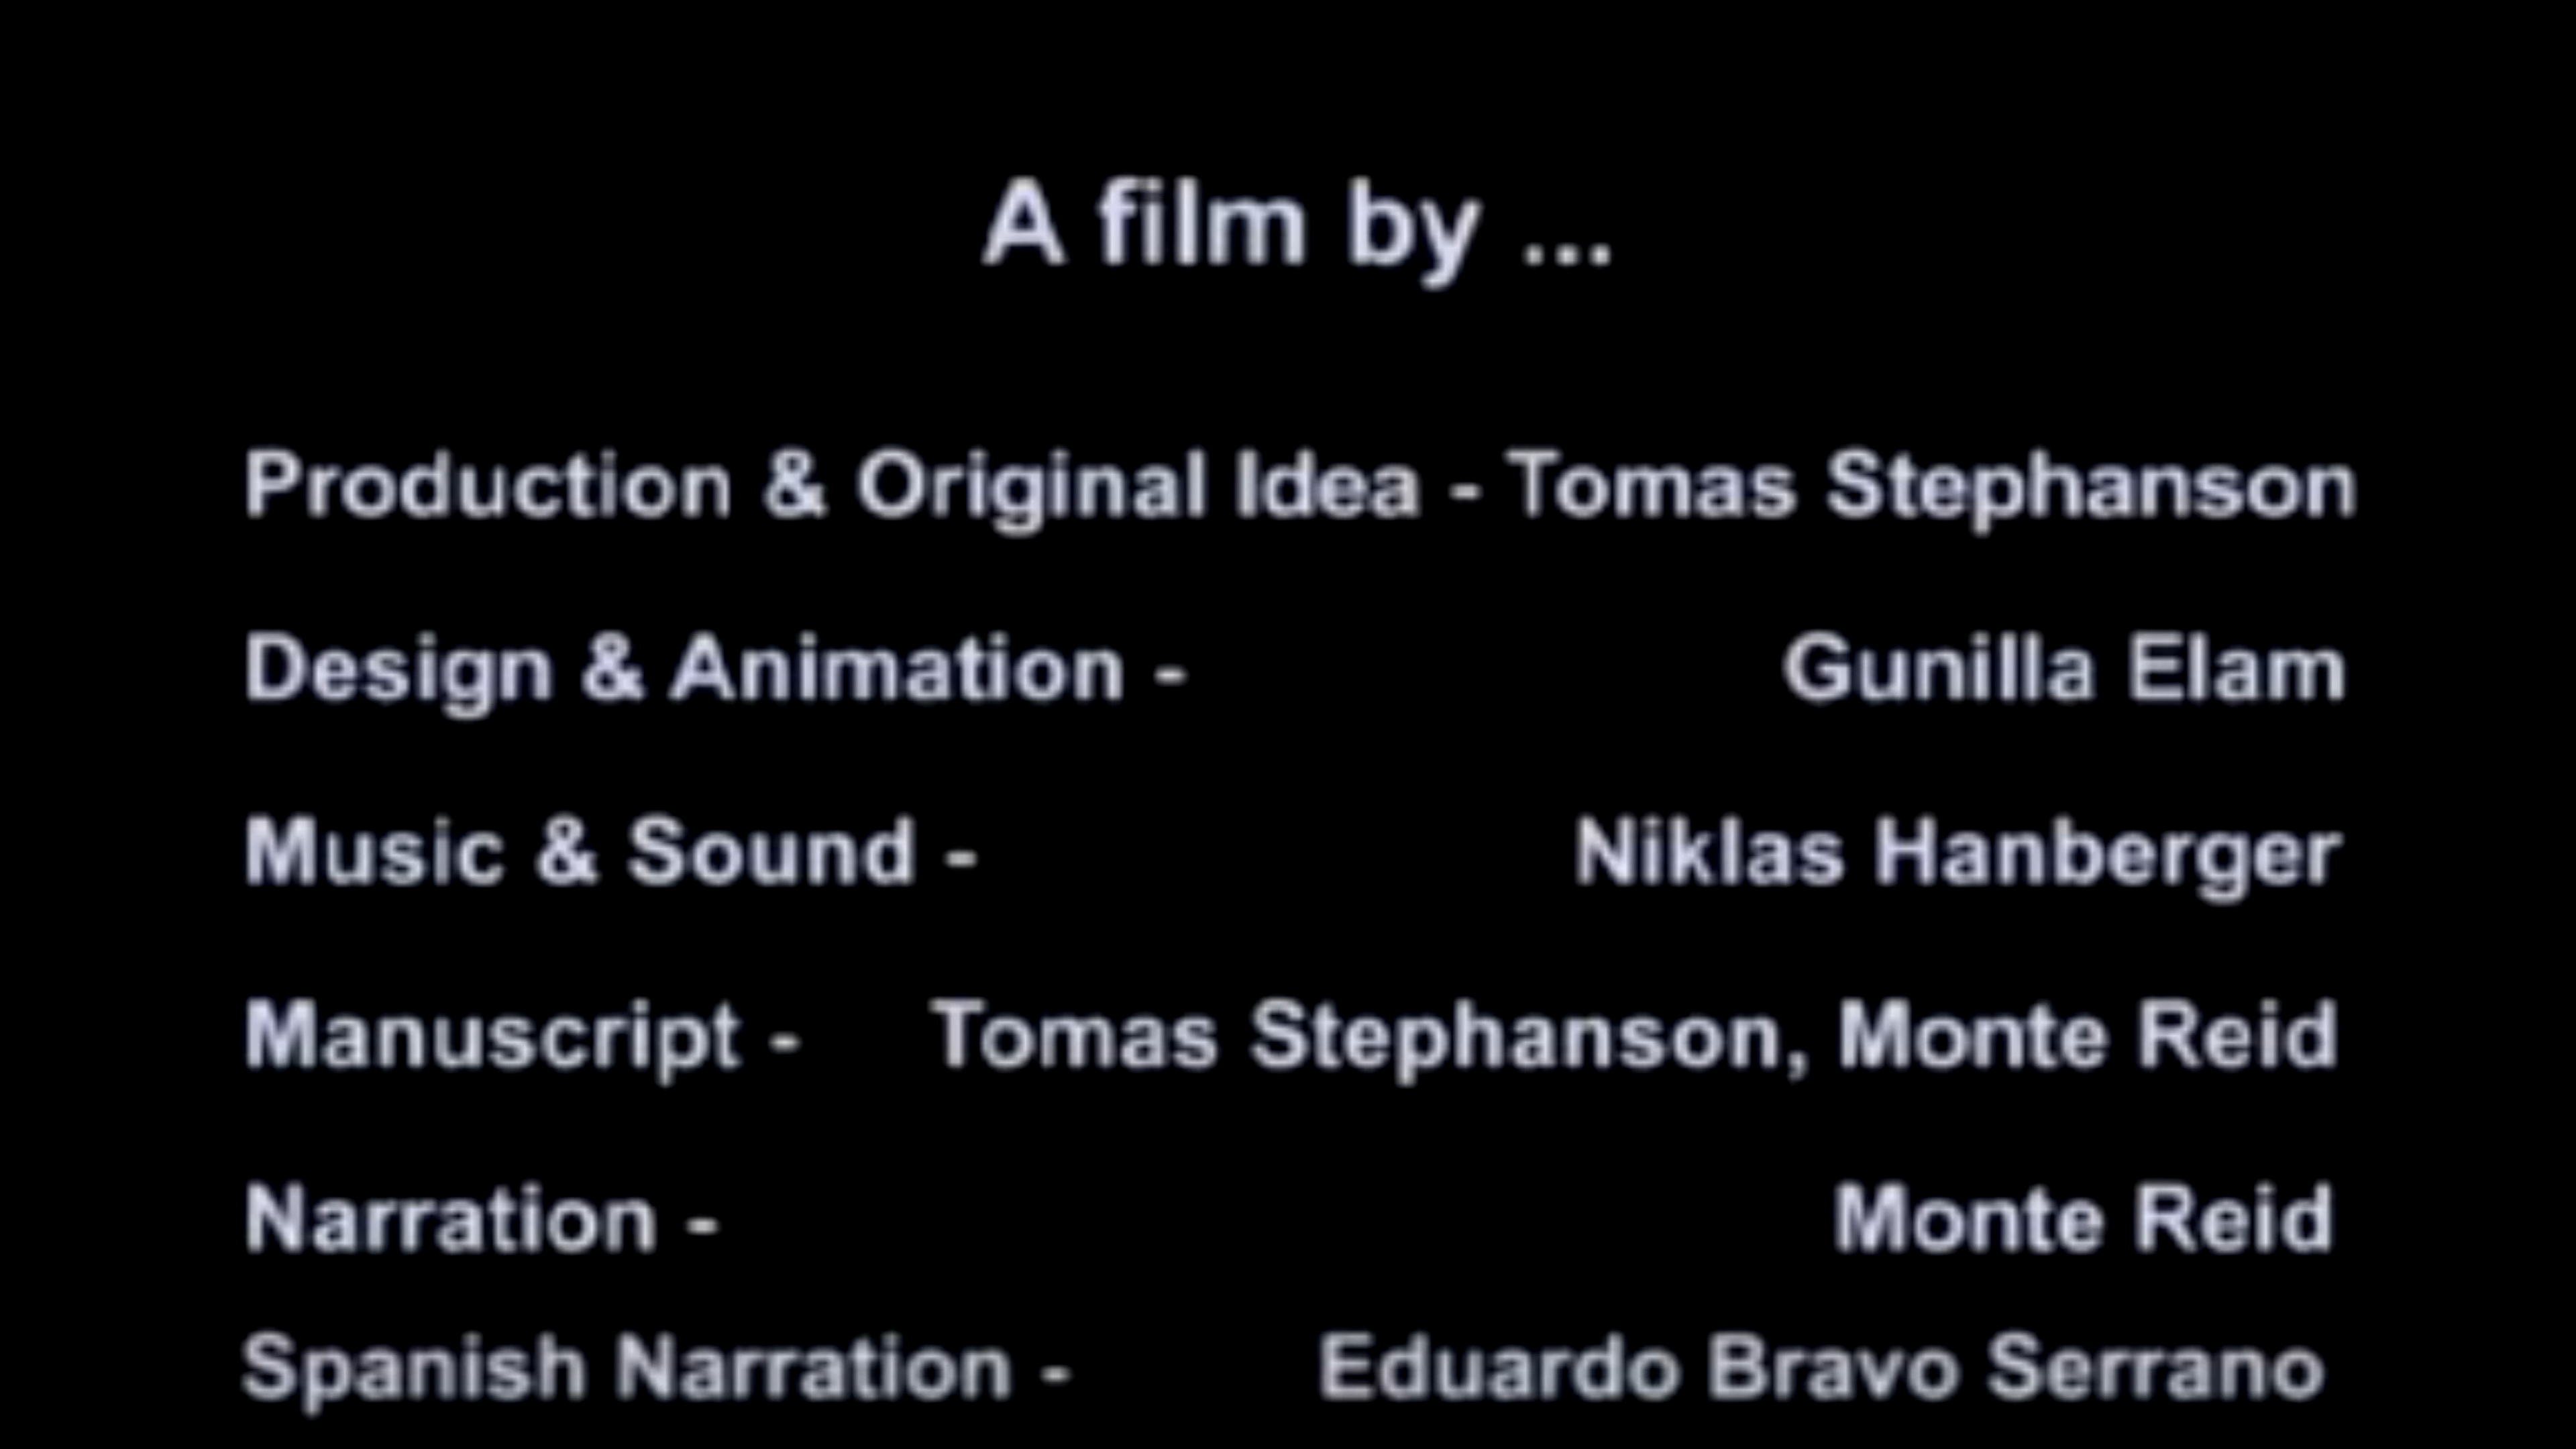 A film by ...
Production & Original Idea - Tomas Stephanson
Design & Animation - Gunilla Elam
Music & Sound - Niklas Hanberger
Manuscript - Tomas Stephanson, Monte Reid
Narration - Monte Reid
Spanish Narration - Eduardo Bravo Serrano